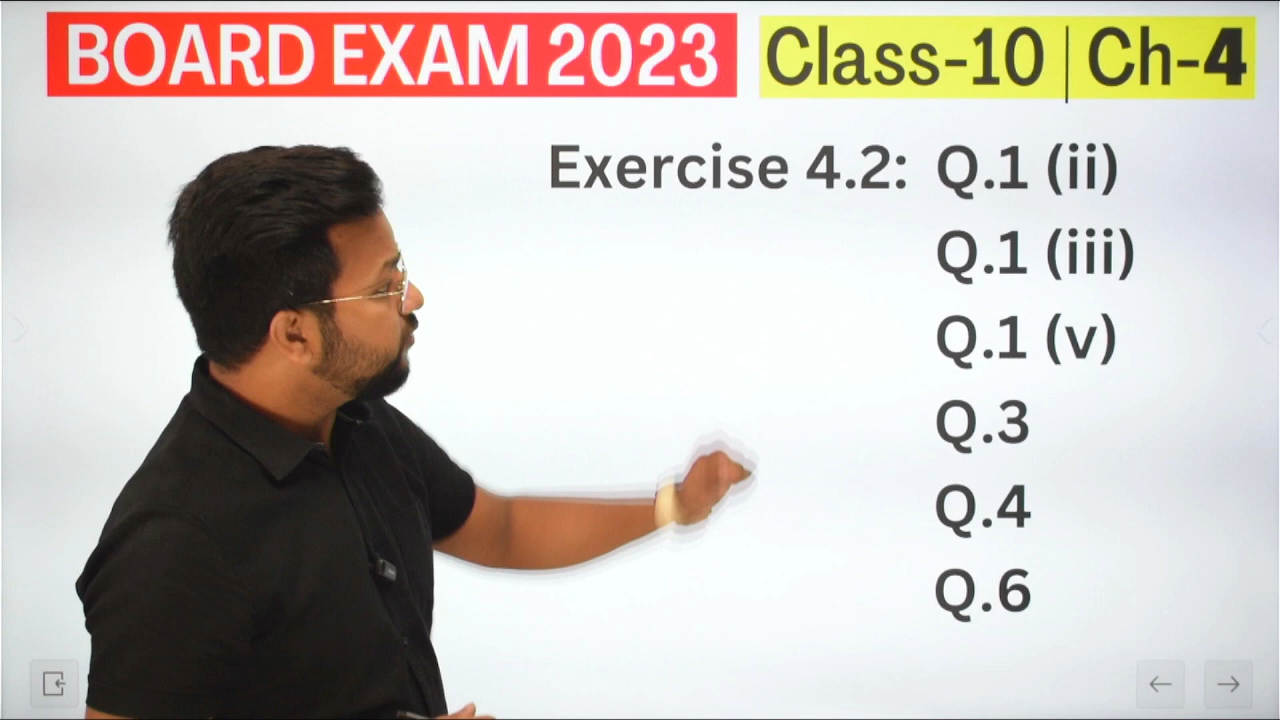 BOARD EXAM 2023 Class-10 | Ch-4
Exercise 4.2: Q.1 (ii)
Q.1 (iii)
Q.1 (v)
Q.3
Q.4
Q.6